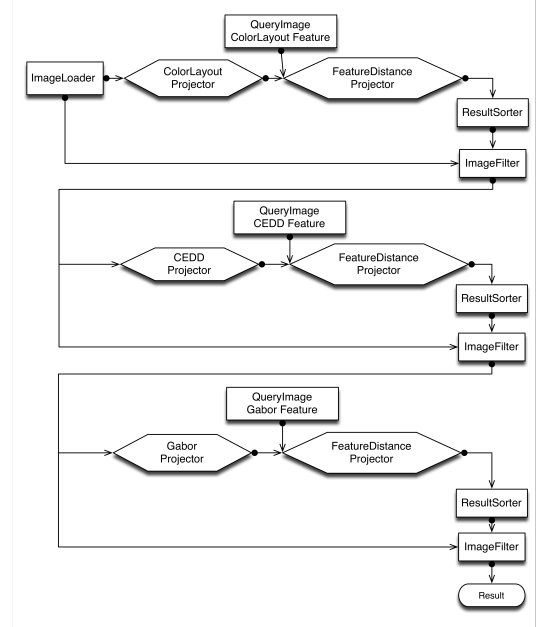 QueryImage
ColorLayout Feature
ImageLoader
ColorLayout
Projector
FeatureDistance
Projector
ResultSorter
ImageFilter
QueryImage
CEDD Feature
CEDD
Projector
FeatureDistance
Projector
ResultSorter
ImageFilter
QueryImage
Gabor Feature
Gabor
Projector
FeatureDistance
Projector
ResultSorter
ImageFilter
Result